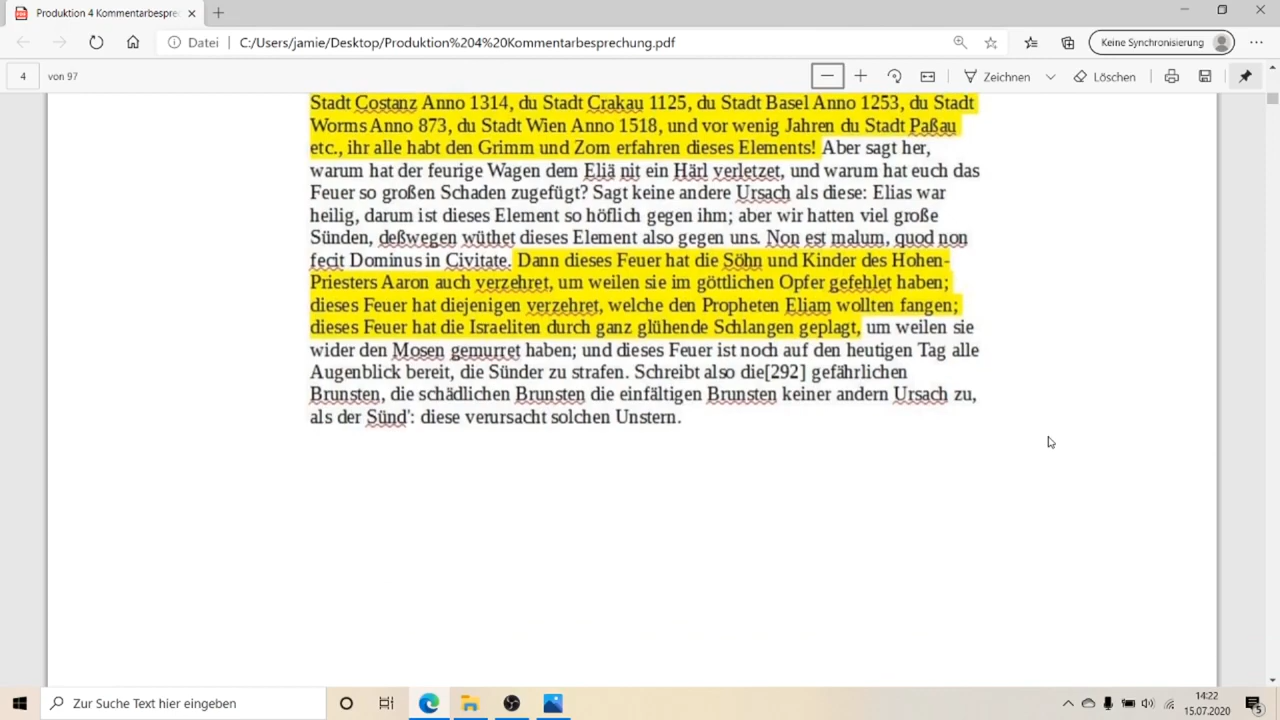 Produktion 4 Kommentarbespre
Datei C:/Users/jamie/Desktop/Produktion%204%20Kommentarbesprechung.pdf Keine Synchronisierung
4 von 97 Zeichnen Löschen
Stadt Costanz Anno 1314, du Stadt Crakau 1125, du Stadt Basel Anno 1253, du Stadt
Worms Anno 873, du Stadt Wien Anno 1518, und vor wenig Jahren du Stadt Paßau
etc., ihr alle habt den Grimm und Zorn erfahren dieses Elements! Aber sagt her,
warum hat der feurige Wagen dem Eliä nit ein Härl verletzet, und warum hat euch das
Feuer so großen Schaden zugefügt? Sagt keine andere Ursach als diese: Elias war
heilig, darum ist dieses Element so höflich gegen ihm; aber wir hatten viel große
Sünden, deßwegen wüthet dieses Element also gegen uns. Non est malum, quod non
fecit Dominus in Civitate. Dann dieses Feuer hat die Söhn und Kinder des Hohen-
Priesters Aaron auch verzehret, um weilen sie im göttlichen Opfer gefehlet haben;
dieses Feuer hat diejenigen verzehret, welche den Propheten Eliam wollten fangen;
dieses Feuer hat die Israeliten durch ganz glühende Schlangen geplagt, um weilen sie
wider den Mosen gemurret haben; und dieses Feuer ist noch auf den heutigen Tag alle
Augenblick bereit, die Sünder zu strafen. Schreibt also die[292] gefährlichen
Brunsten, die schädlichen Brunsten die einfältigen Brunsten keiner andern Ursach zu,
als der Sünd': diese verursacht solchen Unstern.
Zur Suche Text hier eingeben
14:22
15.07.2020
5